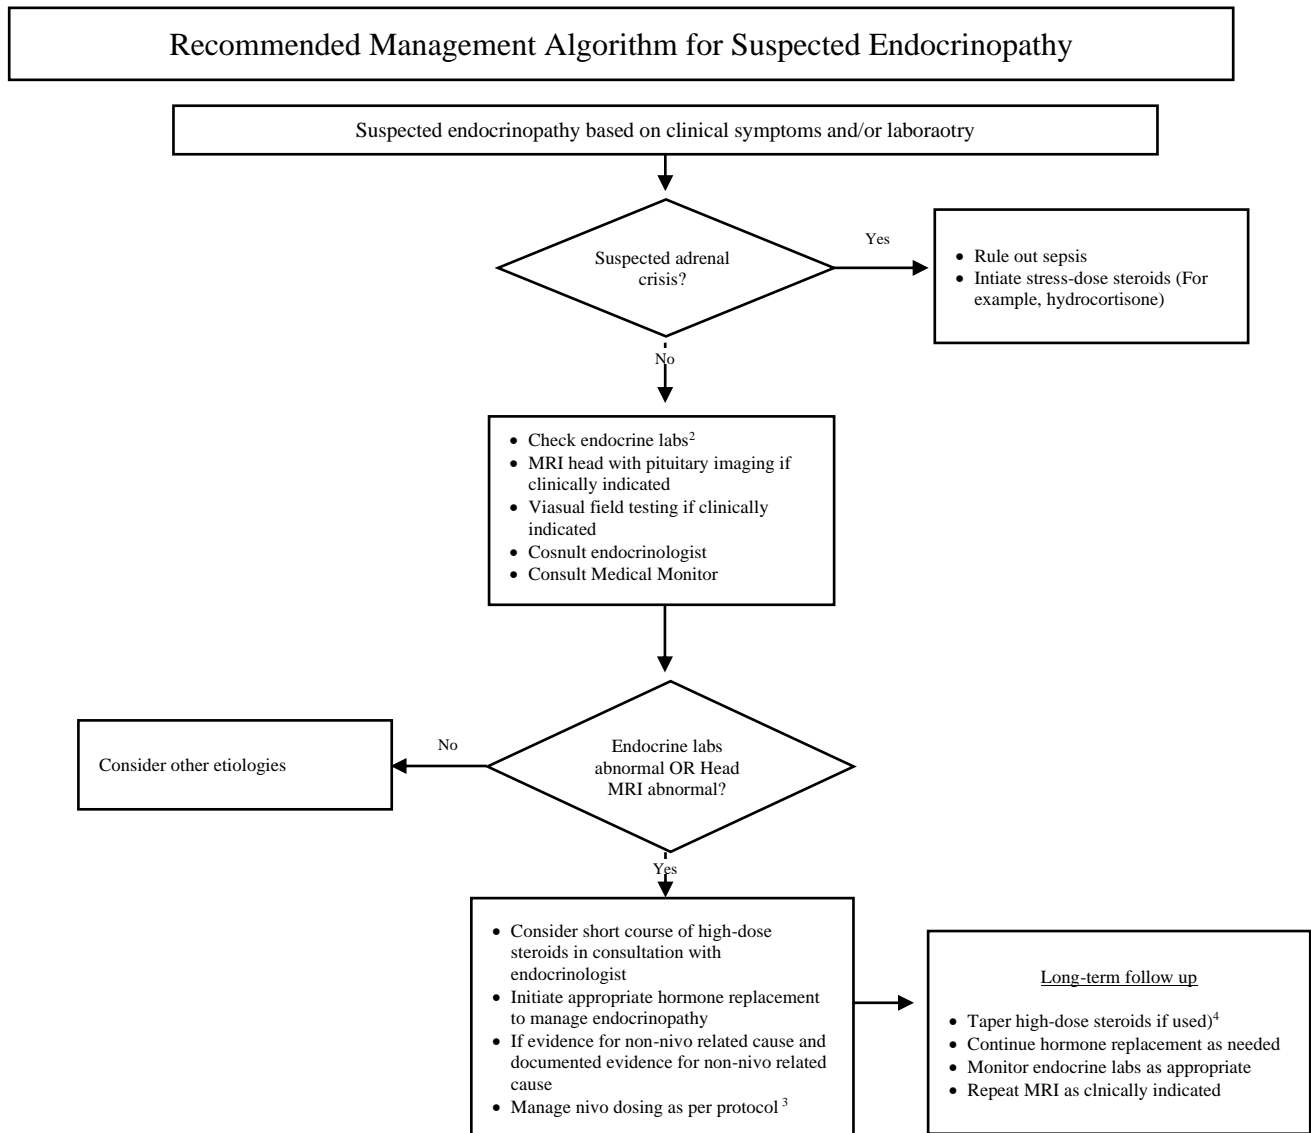 Recommended Management Algorithm for Suspected Endocrinopathy
Suspected endocrinopathy based on clinical symptoms and/or laboraotry
Suspected adrenal
crisis?
Yes
• Rule out sepsis
• Intiate stress-dose steroids (For
example, hydrocortisone)
No
• Check endocrine labs²
• MRI head with pituitary imaging if
clinically indicated
• Viasual field testing if clinically
indicated
• Cosnult endocrinologist
• Consult Medical Monitor
Endocrine labs
abnormal OR Head
MRI abnormal?
No
Consider other etiologies
Yes
• Consider short course of high-dose
steroids in consultation with
endocrinologist
• Initiate appropriate hormone replacement
to manage endocrinopathy
• If evidence for non-nivo related cause and
documented evidence for non-nivo related
cause
• Manage nivo dosing as per protocol ³
Long-term follow up
• Taper high-dose steroids if used)⁴
• Continue hormone replacement as needed
• Monitor endocrine labs as appropriate
• Repeat MRI as clnically indicated